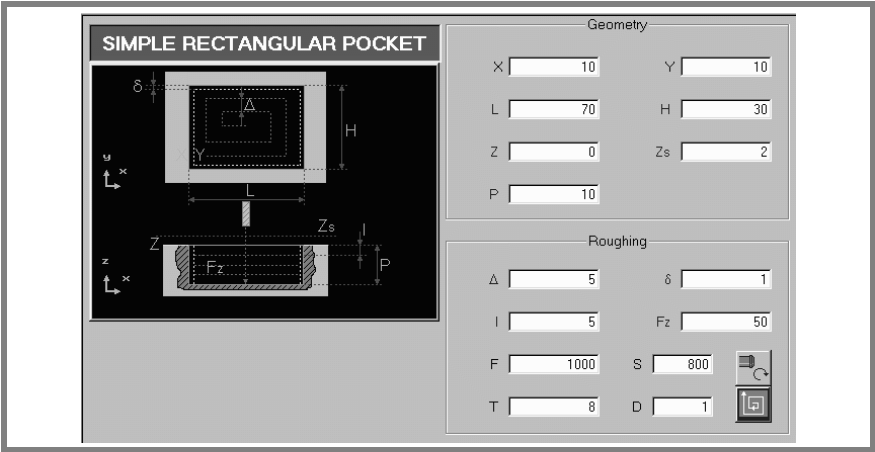 Geometry
SIMPLE RECTANGULAR POCKET
X 10 Y 10
L 70 H 30
Z 0 Zs 2
P 10
δ
Δ
H
X Y
y
x
L
Zs I
Z
Fz P
z
x
Roughing
Δ 5 δ 1
I 5 Fz 50
F 1000 S 800
T 8 D 1